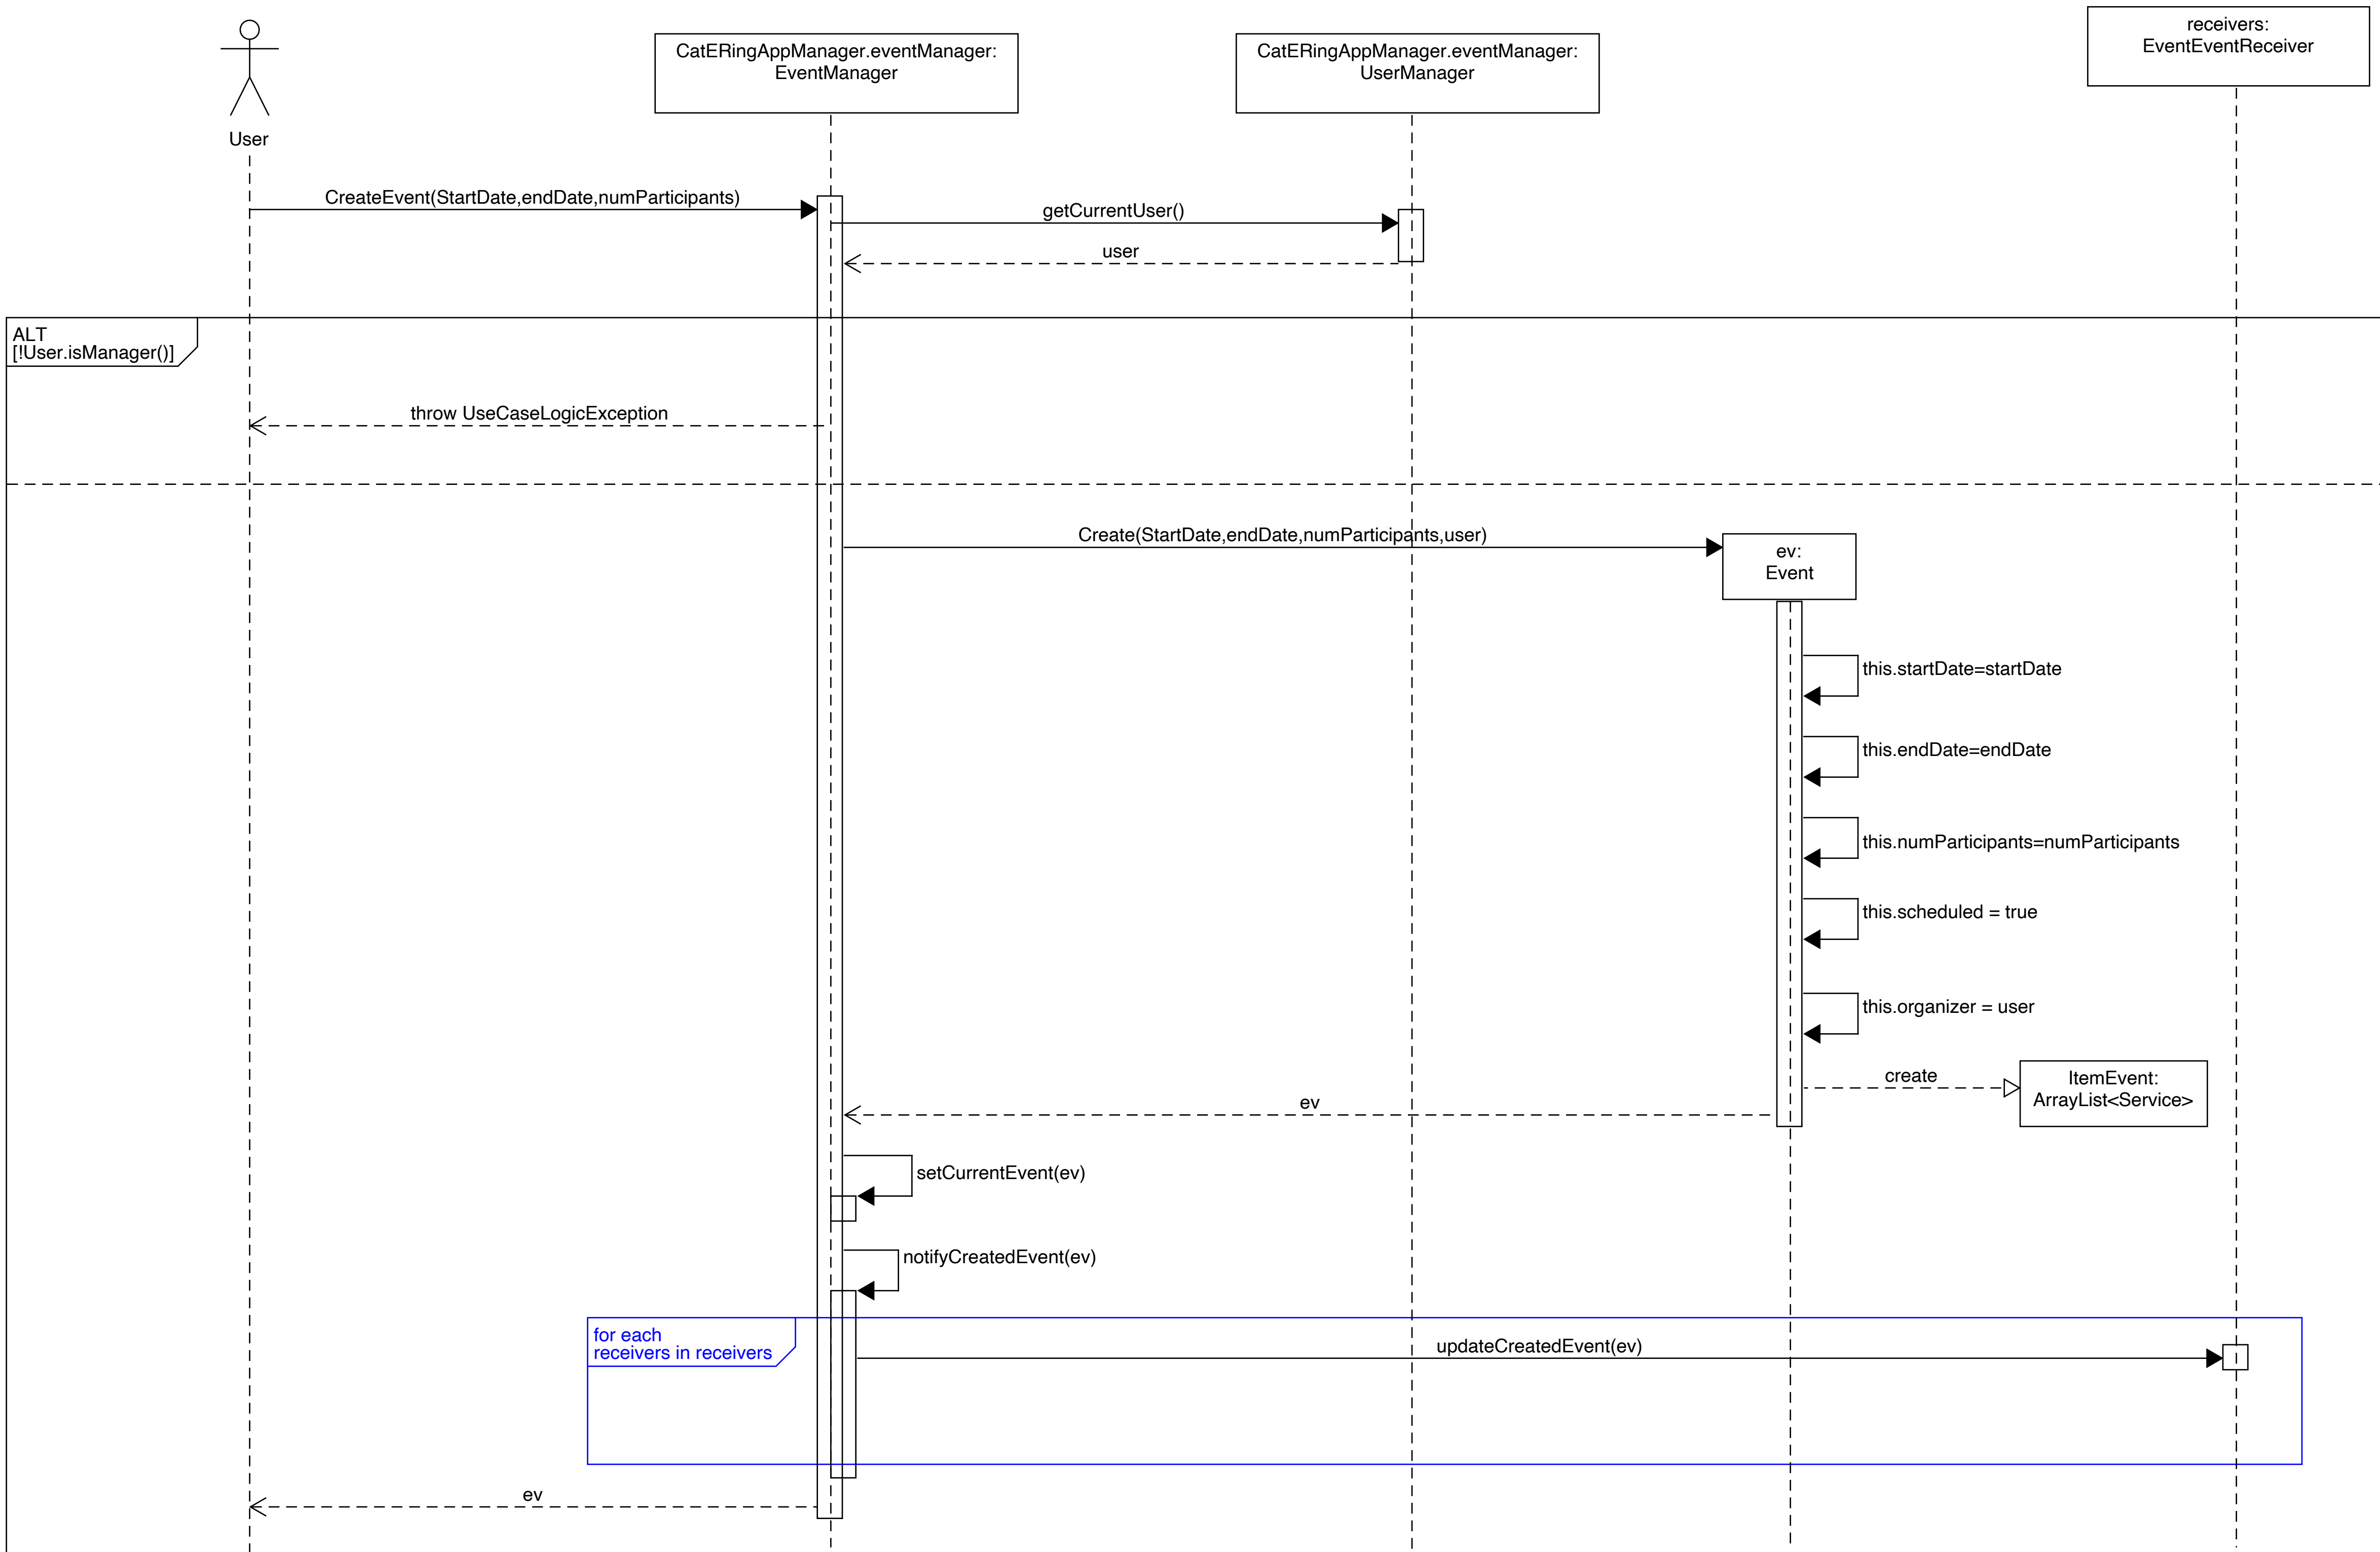 receivers:
EventEventReceiver
CatERingAppManager.eventManager:
EventManager
CatERingAppManager.eventManager:
UserManager
User
CreateEvent(StartDate,endDate,numParticipants)
getCurrentUser()
user
ALT
[!User.isManager()]
throw UseCaseLogicException
Create(StartDate,endDate,numParticipants,user)
ev:
Event
this.startDate=startDate
this.endDate=endDate
this.numParticipants=numParticipants
this.scheduled = true
this.organizer = user
create
ItemEvent:
ArrayList<Service>
ev
setCurrentEvent(ev)
notifyCreatedEvent(ev)
for each
receivers in receivers
updateCreatedEvent(ev)
ev